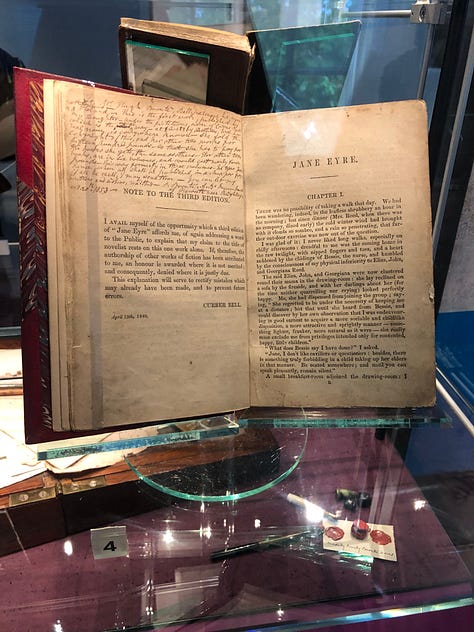 NOTE TO THE THIRD EDITION.
I AVAIL myself of the opportunity which a third edition
of "Jane Eyre" affords me, of again addressing a word
to the Public, to explain that my claim to the title of
novelist rests on this one work alone. If, therefore, the
authorship of other works of fiction has been attributed
to me, an honour is awarded where it is not merited;
and consequently, denied where it is justly due.
This explanation will serve to rectify mistakes which
may already have been made, and to prevent future
errors.
CURRER BELL.
April 13th, 1848.
JANE EYRE.
CHAPTER I.
THERE was no possibility of taking a walk that day. We had
been wandering, indeed, in the leafless shrubbery an hour in
the morning; but since dinner (Mrs. Reed, when there was
no company, dined early) the cold winter wind had brought
with it clouds so sombre, and a rain so penetrating, that
further out-door exercise was now out of the question.
I was glad of it: I never liked long walks, especially on
chilly afternoons: dreadful to me was the coming home in
the raw twilight, with nipped fingers and toes, and a heart
saddened by the chidings of Bessie, the nurse, and humbled
by the consciousness of my physical inferiority to Eliza, John,
and Georgiana Reed.
The said Eliza, John, and Georgiana were now clustered
round their mama in the drawing-room: she lay reclined on
a sofa by the fireside, and with her darlings about her (for
the time neither quarrelling nor crying) looked perfectly
happy. Me, she had dispensed from joining the group; saying,
"She regretted to be under the necessity of keeping me
at a distance; but that until she heard from Bessie, and
could discover by her own observation that I was endeavouring
in good earnest to acquire a more sociable and childlike
disposition, a more attractive and sprightly manner—
something lighter, franker, more natural as it were—she really
must exclude me from privileges intended only for contented,
happy, little children."
"What does Bessie say I have done?" I asked.
"Jane, I don't like cavillers or questioners: besides, there
is something truly forbidding in a child taking up her elders
in that manner. Be seated somewhere; and until you can
speak pleasantly, remain silent."
A small breakfast-room adjoined the drawing-room: I
4